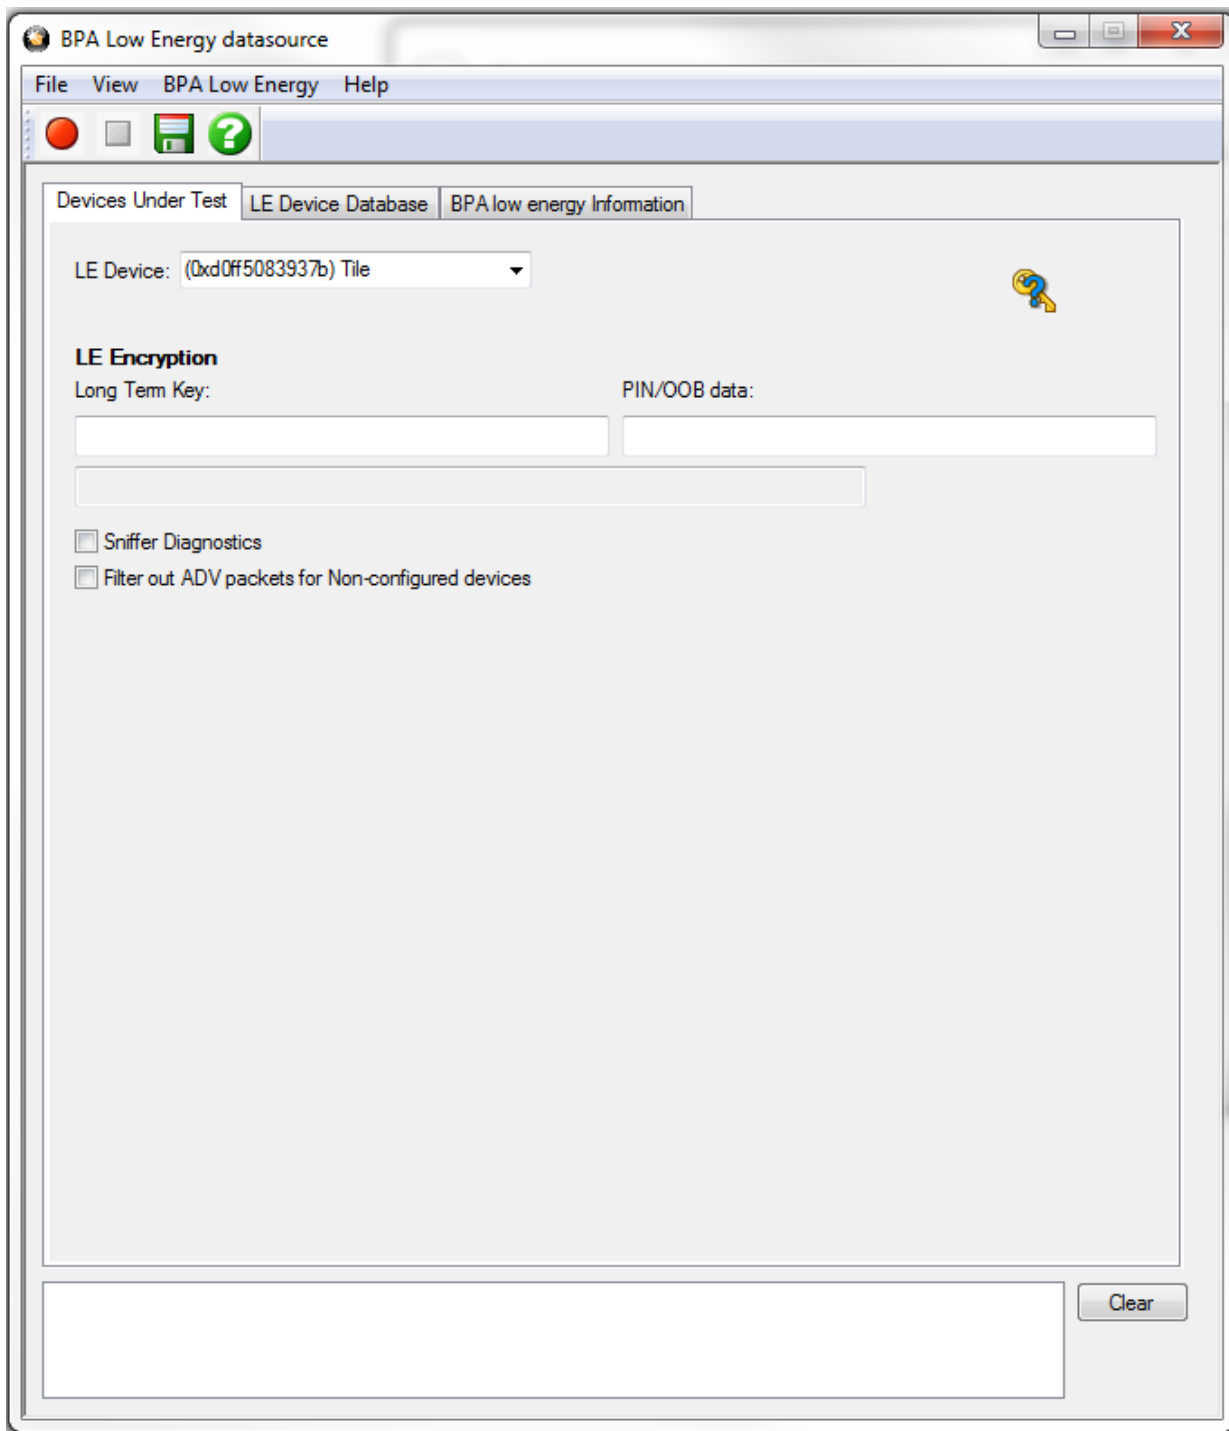 BPA Low Energy datasource
File View BPA Low Energy Help
Devices Under Test LE Device Database BPA low energy Information
LE Device: (0xd0ff5083937b) Tile
LE Encryption
Long Term Key: PIN/OOB data:
Sniffer Diagnostics
Filter out ADV packets for Non-configured devices
Clear